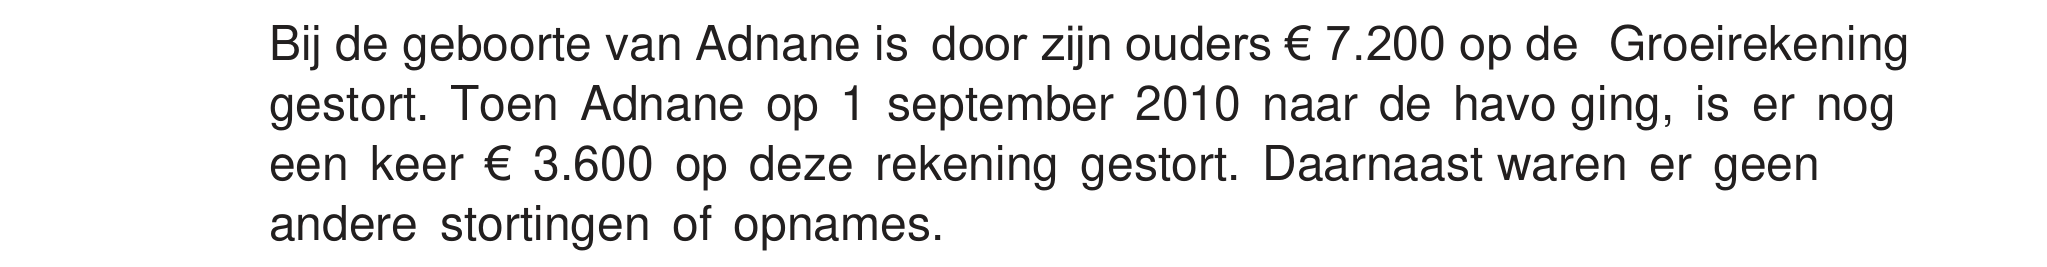 Bij de geboorte van Adnane is door zijn ouders € 7.200 op de Groeirekening
gestort. Toen Adnane op 1 september 2010 naar de havo ging, is er nog
een keer € 3.600 op deze rekening gestort. Daarnaast waren er geen
andere stortingen of opnames.